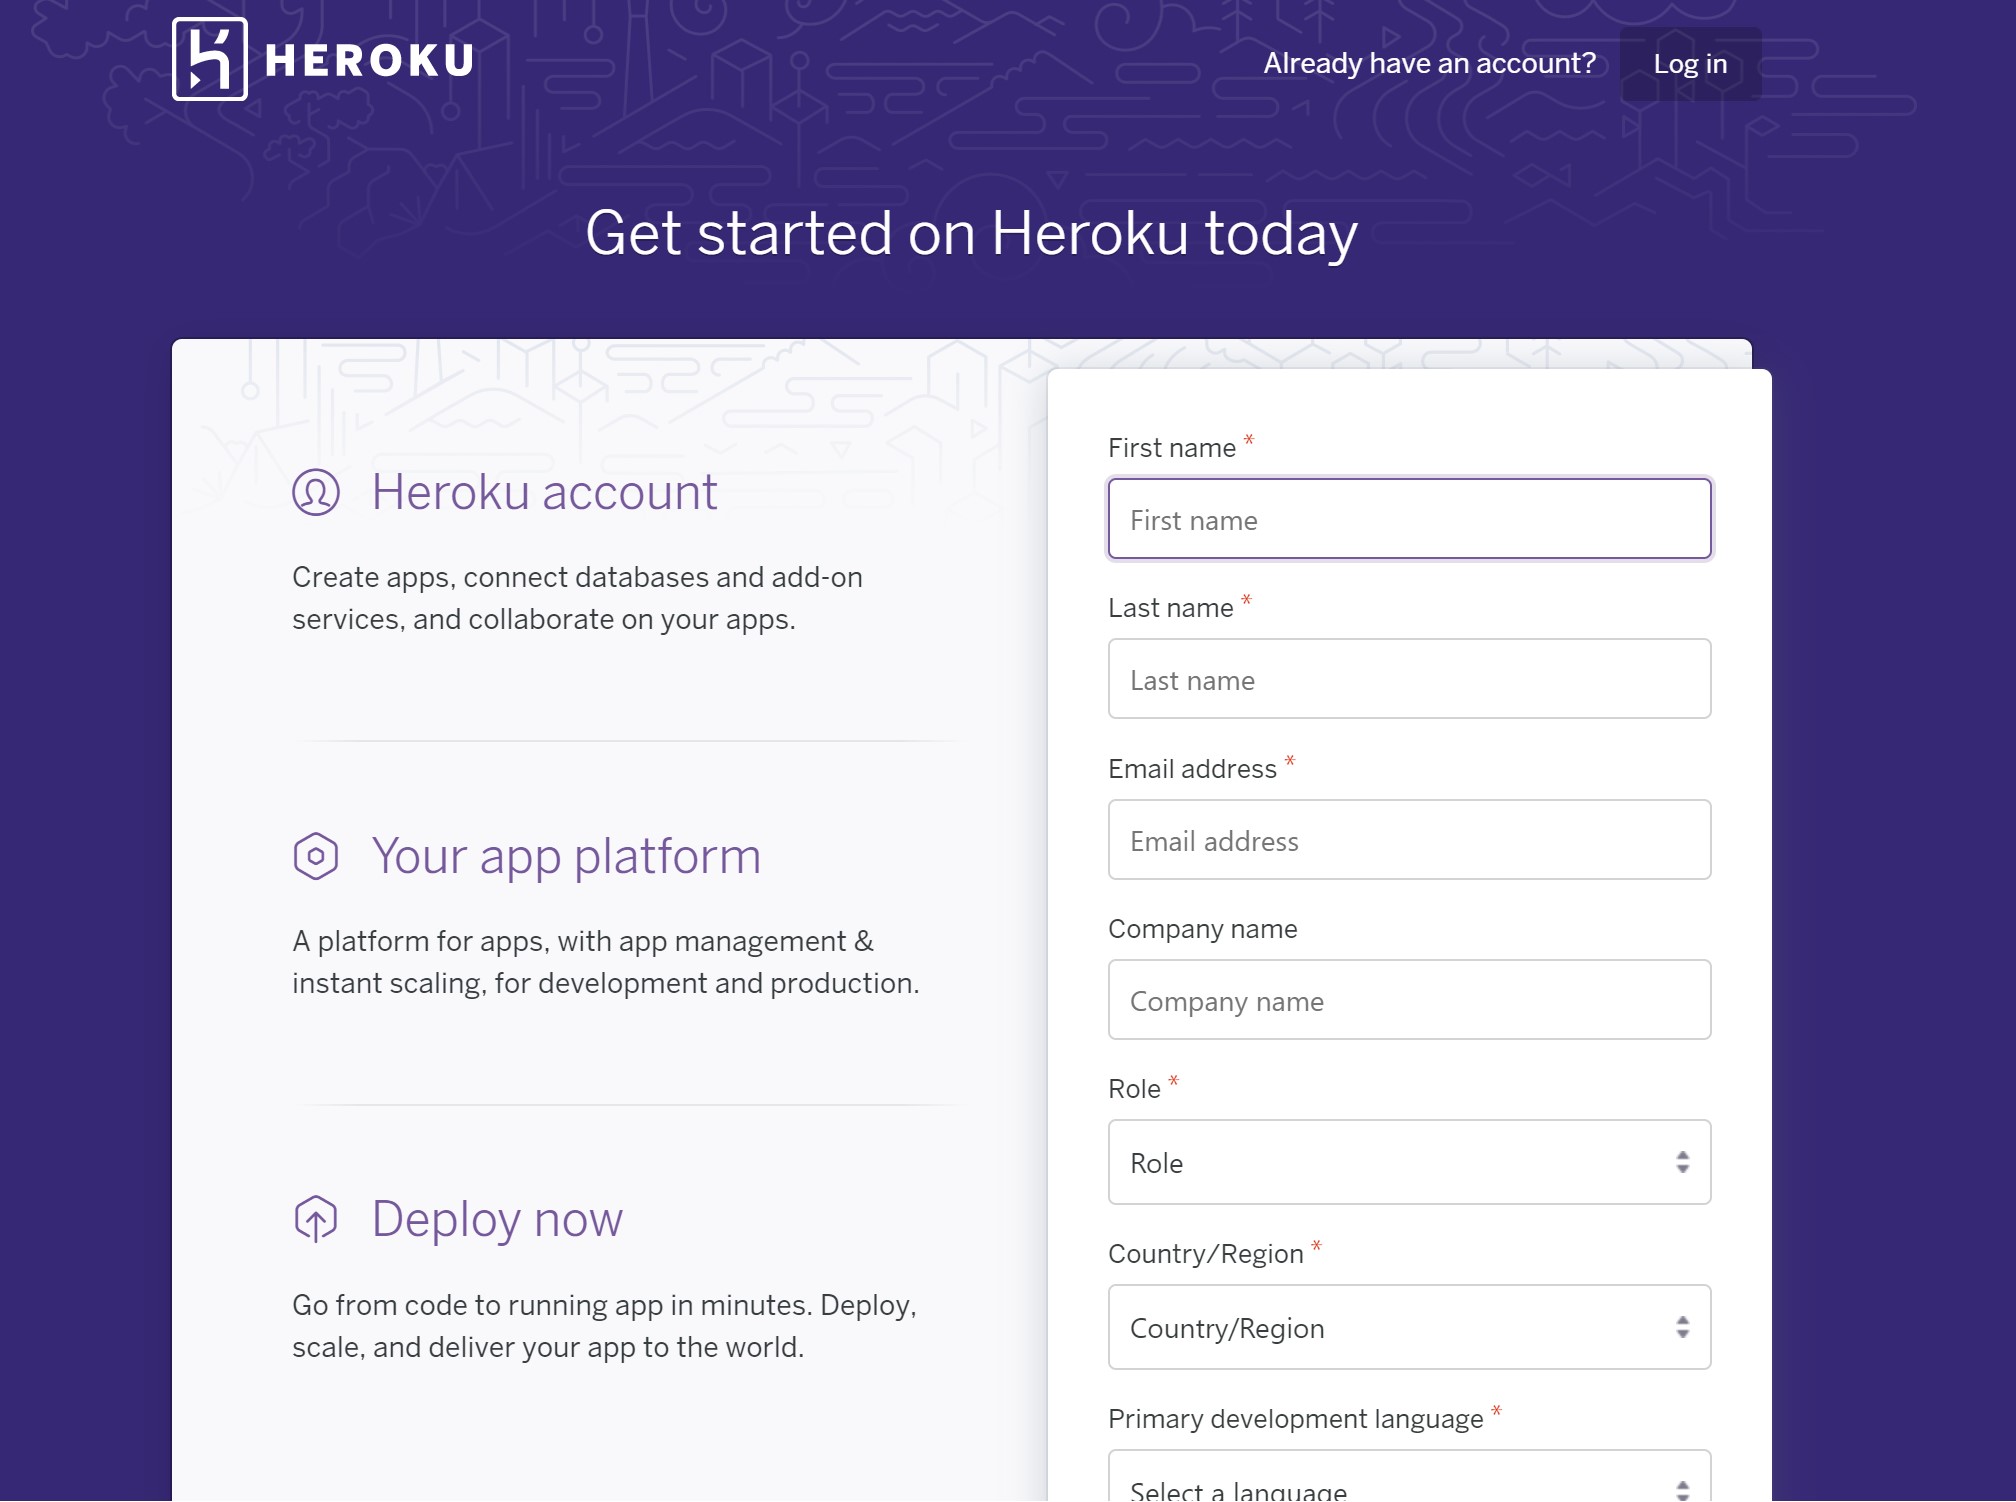 HEROKU
Already have an account?
Log in
Get started on Heroku today
Heroku account
Create apps, connect databases and add-on
services, and collaborate on your apps.
Your app platform
A platform for apps, with app management &
instant scaling, for development and production.
Deploy now
Go from code to running app in minutes. Deploy,
scale, and deliver your app to the world.
First name *
First name
Last name *
Last name
Email address *
Email address
Company name
Company name
Role *
Role
Country/Region *
Country/Region
Primary development language *
Select a language